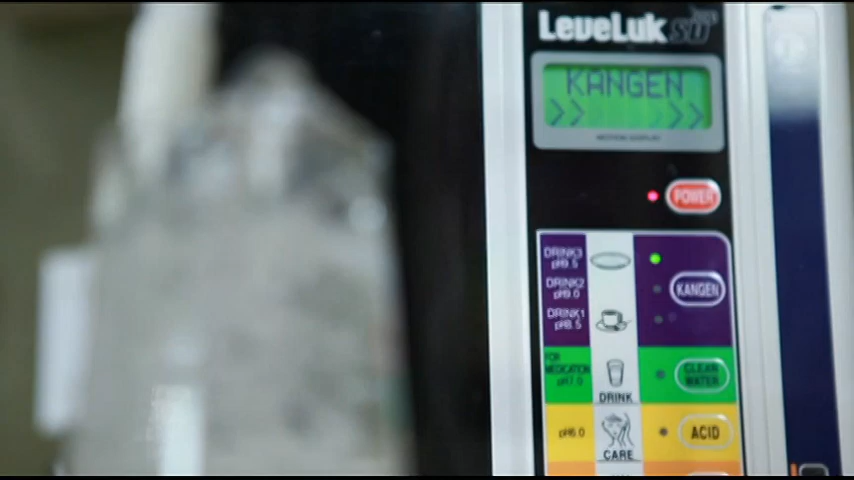 LeveLuk SD
KANGEN
>> >>
POWER
DRINK3
pH9.5
DRINK2
pH9.0
KANGEN
DRINK1
pH8.5
FOR
MEDICATION
pH7.0
CLEAN
WATER
DRINK
pH6.0
ACID
CARE